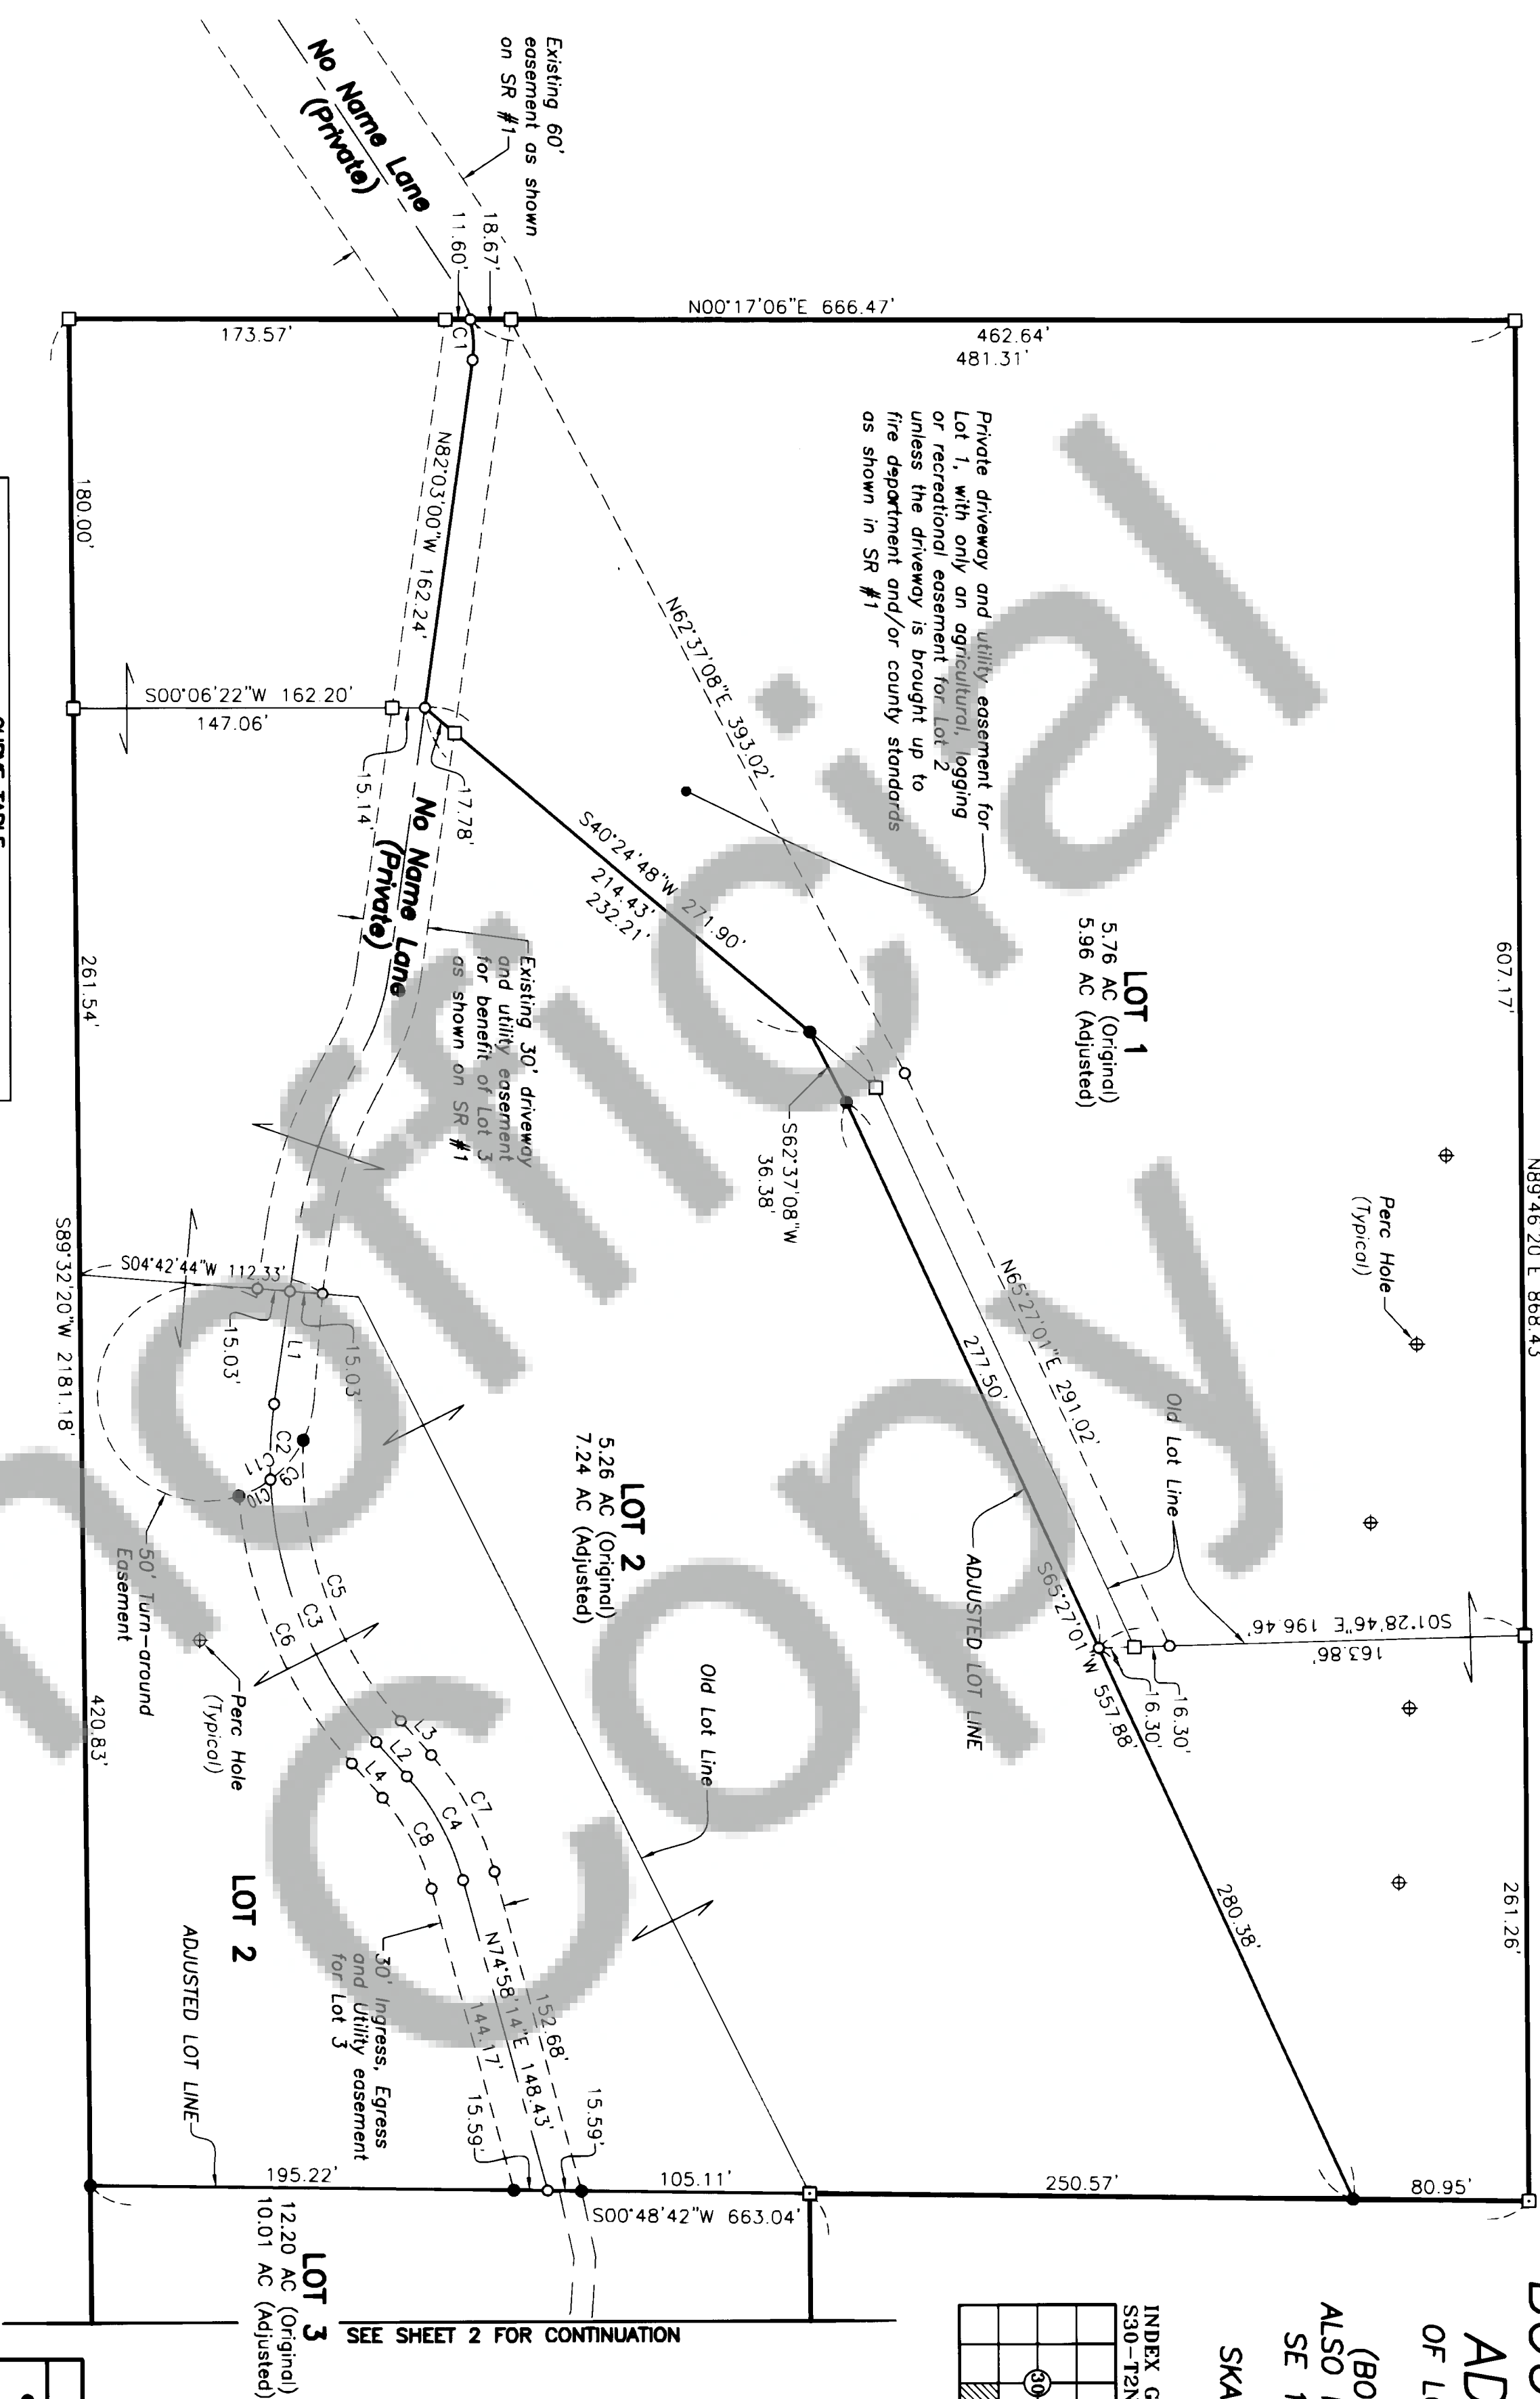 Existing 60'
easement as shown
on SR #1
No Name Lane
(Private)
18.67'
11.60'
N00°17'06"E 666.47'
173.57'
462.64'
481.31'
C1
Private driveway and utility easement for
Lot 1, with only an agricultural, logging
or recreational easement for Lot 2
unless the driveway is brought up to
fire department and/or county standards
as shown in SR #1
180.00'
N82°03'00"W 162.24'
N62°37'08"E 393.02'
S00°06'22"W 162.20'
147.06'
17.78'
15.14'
No Name Lane
(Private)
S40°24'48"W 271.90'
214.43'
232.21'
607.17'
LOT 1
5.76 AC (Original)
5.96 AC (Adjusted)
261.54'
Existing 30' driveway
and utility easement
for benefit of Lot 3
as shown on SR #1
S62°37'08"W
36.38'
N89°46'20"E 868.43'
Perc Hole
(Typical)
S89°32'20"W 2181.18'
S04°42'44"W 112.33'
15.03'
15.03'
L1
N65°27'01"E 291.02'
277.50'
Old Lot Line
C2
C9
C11
C10
LOT 2
5.26 AC (Original)
7.24 AC (Adjusted)
50' Turn-around
Easement
C5
C3
C6
ADJUSTED LOT LINE
S65°27'01"W 557.88'
S01°28'46"E 196.46'
163.86'
16.30'
16.30'
Perc Hole
(Typical)
Old Lot Line
420.83'
L3
L2
L4
C7
C4
C8
280.38'
261.26'
LOT 2
ADJUSTED LOT LINE
30' Ingress, Egress
and Utility easement
for Lot 3
N74°58'14"E 148.43'
152.68'
144.17'
15.59'
15.59'
195.22'
105.11'
250.57'
80.95'
S00°48'42"W 663.04'
LOT 3
12.20 AC (Original)
10.01 AC (Adjusted)
SEE SHEET 2 FOR CONTINUATION
30
Unofficial
Copy